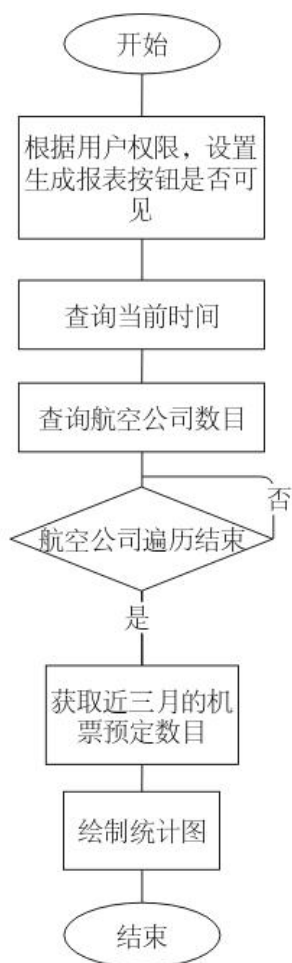 开始
根据用户权限，设置
生成报表按钮是否可
见
查询当前时间
查询航空公司数目
否
航空公司遍历结束
是
获取近三月的机
票预定数目
绘制统计图
结束